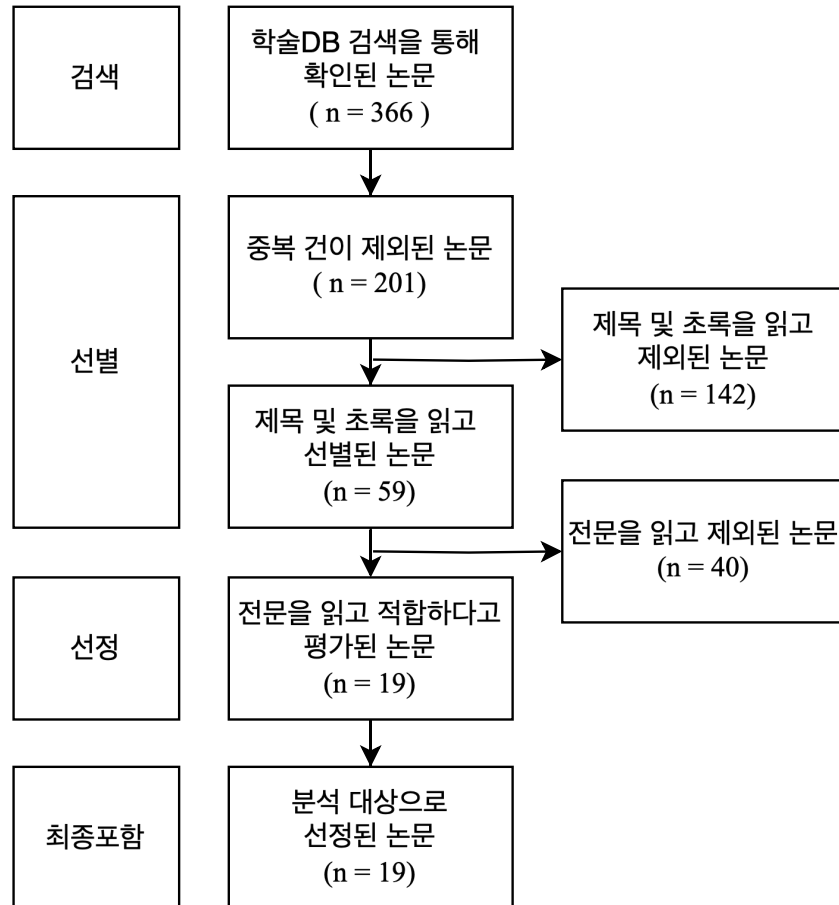 검색
학술DB 검색을 통해
확인된 논문
( n = 366 )
선별
중복 건이 제외된 논문
( n = 201)
제목 및 초록을 읽고
제외된 논문
(n = 142)
제목 및 초록을 읽고
선별된 논문
(n = 59)
전문을 읽고 제외된 논문
(n = 40)
선정
전문을 읽고 적합하다고
평가된 논문
(n = 19)
최종포함
분석 대상으로
선정된 논문
(n = 19)